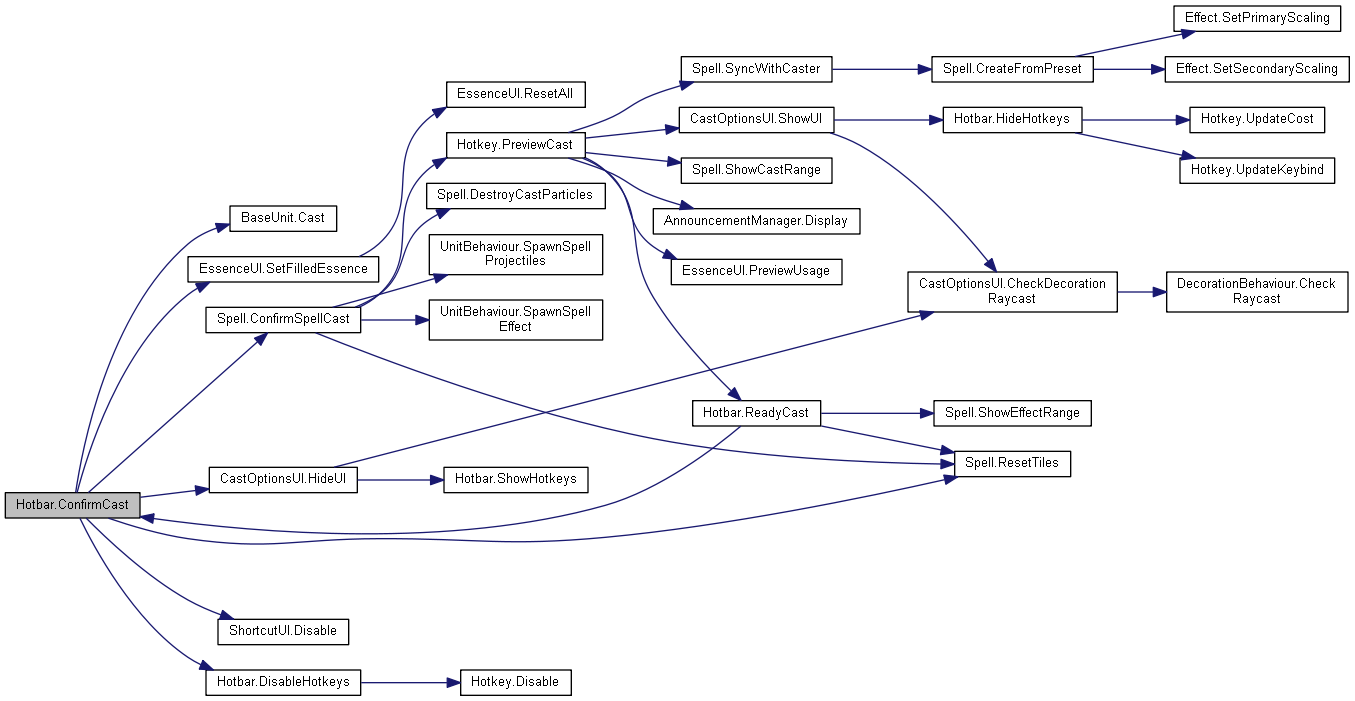 Effect.SetPrimaryScaling
Spell.SyncWithCaster
Spell.CreateFromPreset
Effect.SetSecondaryScaling
EssenceUI.ResetAll
CastOptionsUI.ShowUI
Hotbar.HideHotkeys
Hotkey.UpdateCost
Hotkey.PreviewCast
Spell.ShowCastRange
Hotkey.UpdateKeybind
Spell.DestroyCastParticles
BaseUnit.Cast
AnnouncementManager.Display
UnitBehaviour.SpawnSpell
Projectiles
EssenceUI.SetFilledEssence
EssenceUI.PreviewUsage
CastOptionsUI.CheckDecoration
Raycast
DecorationBehaviour.Check
Raycast
Spell.ConfirmSpellCast
UnitBehaviour.SpawnSpell
Effect
Hotbar.ReadyCast
Spell.ShowEffectRange
Spell.ResetTiles
CastOptionsUI.HideUI
Hotbar.ShowHotkeys
Hotbar.ConfirmCast
ShortcutUI.Disable
Hotbar.DisableHotkeys
Hotkey.Disable